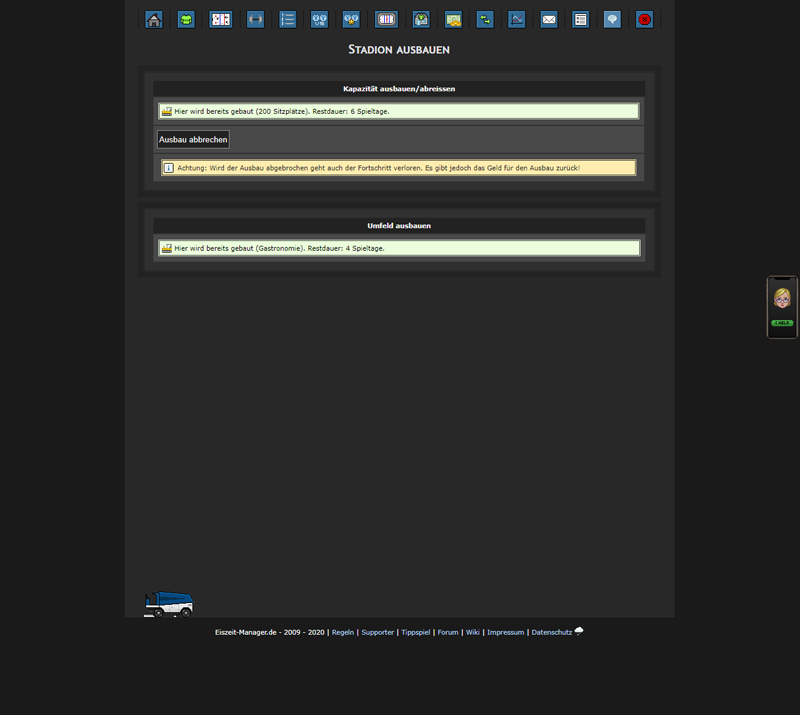 Stadion ausbauen
Kapazität ausbauen/abreissen
Hier wird bereits gebaut (200 Sitzplätze). Restdauer: 6 Spieltage.
Ausbau abbrechen
Achtung: Wird der Ausbau abgebrochen geht auch der Fortschritt verloren. Es gibt jedoch das Geld für den Ausbau zurück!
Umfeld ausbauen
Hier wird bereits gebaut (Gastronomie). Restdauer: 4 Spieltage.
Eiszeit-Manager.de - 2009 - 2020 | Regeln | Supporter | Tippspiel | Forum | Wiki | Impressum | Datenschutz